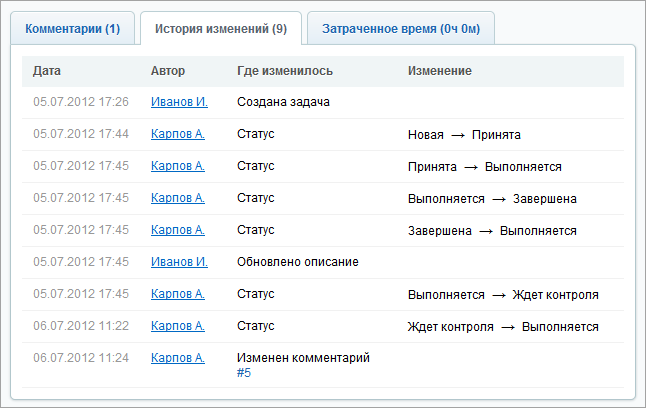 Комментарии (1) История изменений (9) Затраченное время (0ч 0м)
Дата Автор Где изменилось Изменение
05.07.2012 17:26 Иванов И. Создана задача
05.07.2012 17:44 Карпов А. Статус Новая → Принята
05.07.2012 17:45 Карпов А. Статус Принята → Выполняется
05.07.2012 17:45 Карпов А. Статус Выполняется → Завершена
05.07.2012 17:45 Карпов А. Статус Завершена → Выполняется
05.07.2012 17:45 Иванов И. Обновлено описание
05.07.2012 17:45 Карпов А. Статус Выполняется → Ждет контроля
06.07.2012 11:22 Карпов А. Статус Ждет контроля → Выполняется
06.07.2012 11:24 Карпов А. Изменен комментарий
#5